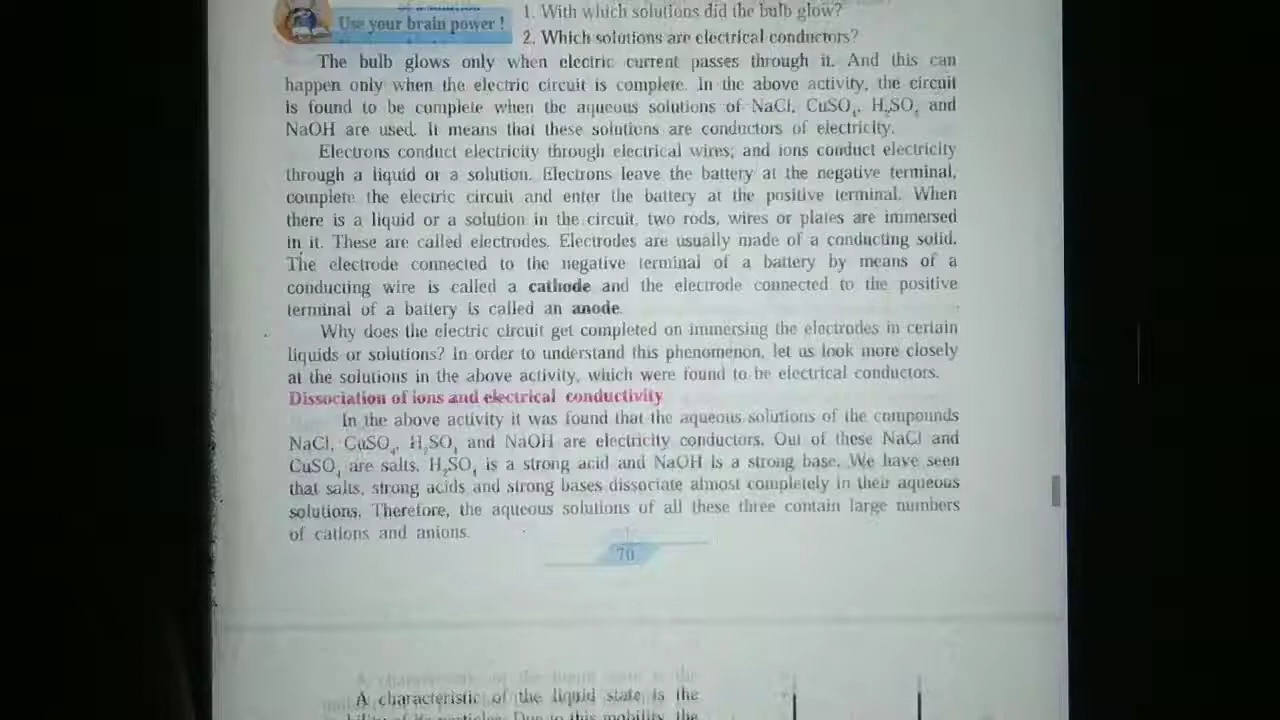 Use your brain power !
1. With which solutions did the bulb glow?
2. Which solutions are electrical conductors?
The bulb glows only when electric current passes through it. And this can
happen only when the electric circuit is complete. In the above activity, the circuit
is found to be complete when the aqueous solutions of NaCl, CuSO₄, H₂SO₄ and
NaOH are used. It means that these solutions are conductors of electricity.
Electrons conduct electricity through electrical wires; and ions conduct electricity
through a liquid or a solution. Electrons leave the battery at the negative terminal,
complete the electric circuit and enter the battery at the positive terminal. When
there is a liquid or a solution in the circuit, two rods, wires or plates are immersed
in it. These are called electrodes. Electrodes are usually made of a conducting solid.
The electrode connected to the negative terminal of a battery by means of a
conducting wire is called a cathode and the electrode connected to the positive
terminal of a battery is called an anode.
Why does the electric circuit get completed on immersing the electrodes in certain
liquids or solutions? In order to understand this phenomenon, let us look more closely
at the solutions in the above activity, which were found to be electrical conductors.
Dissociation of ions and electrical conductivity
In the above activity it was found that the aqueous solutions of the compounds
NaCl, CuSO₄, H₂SO₄ and NaOH are electricity conductors. Out of these NaCl and
CuSO₄ are salts, H₂SO₄ is a strong acid and NaOH is a strong base. We have seen
that salts, strong acids and strong bases dissociate almost completely in their aqueous
solutions. Therefore, the aqueous solutions of all these three contain large numbers
of cations and anions.
70
A characteristic of the liquid state is the
of its particles. Due to this mobility, the